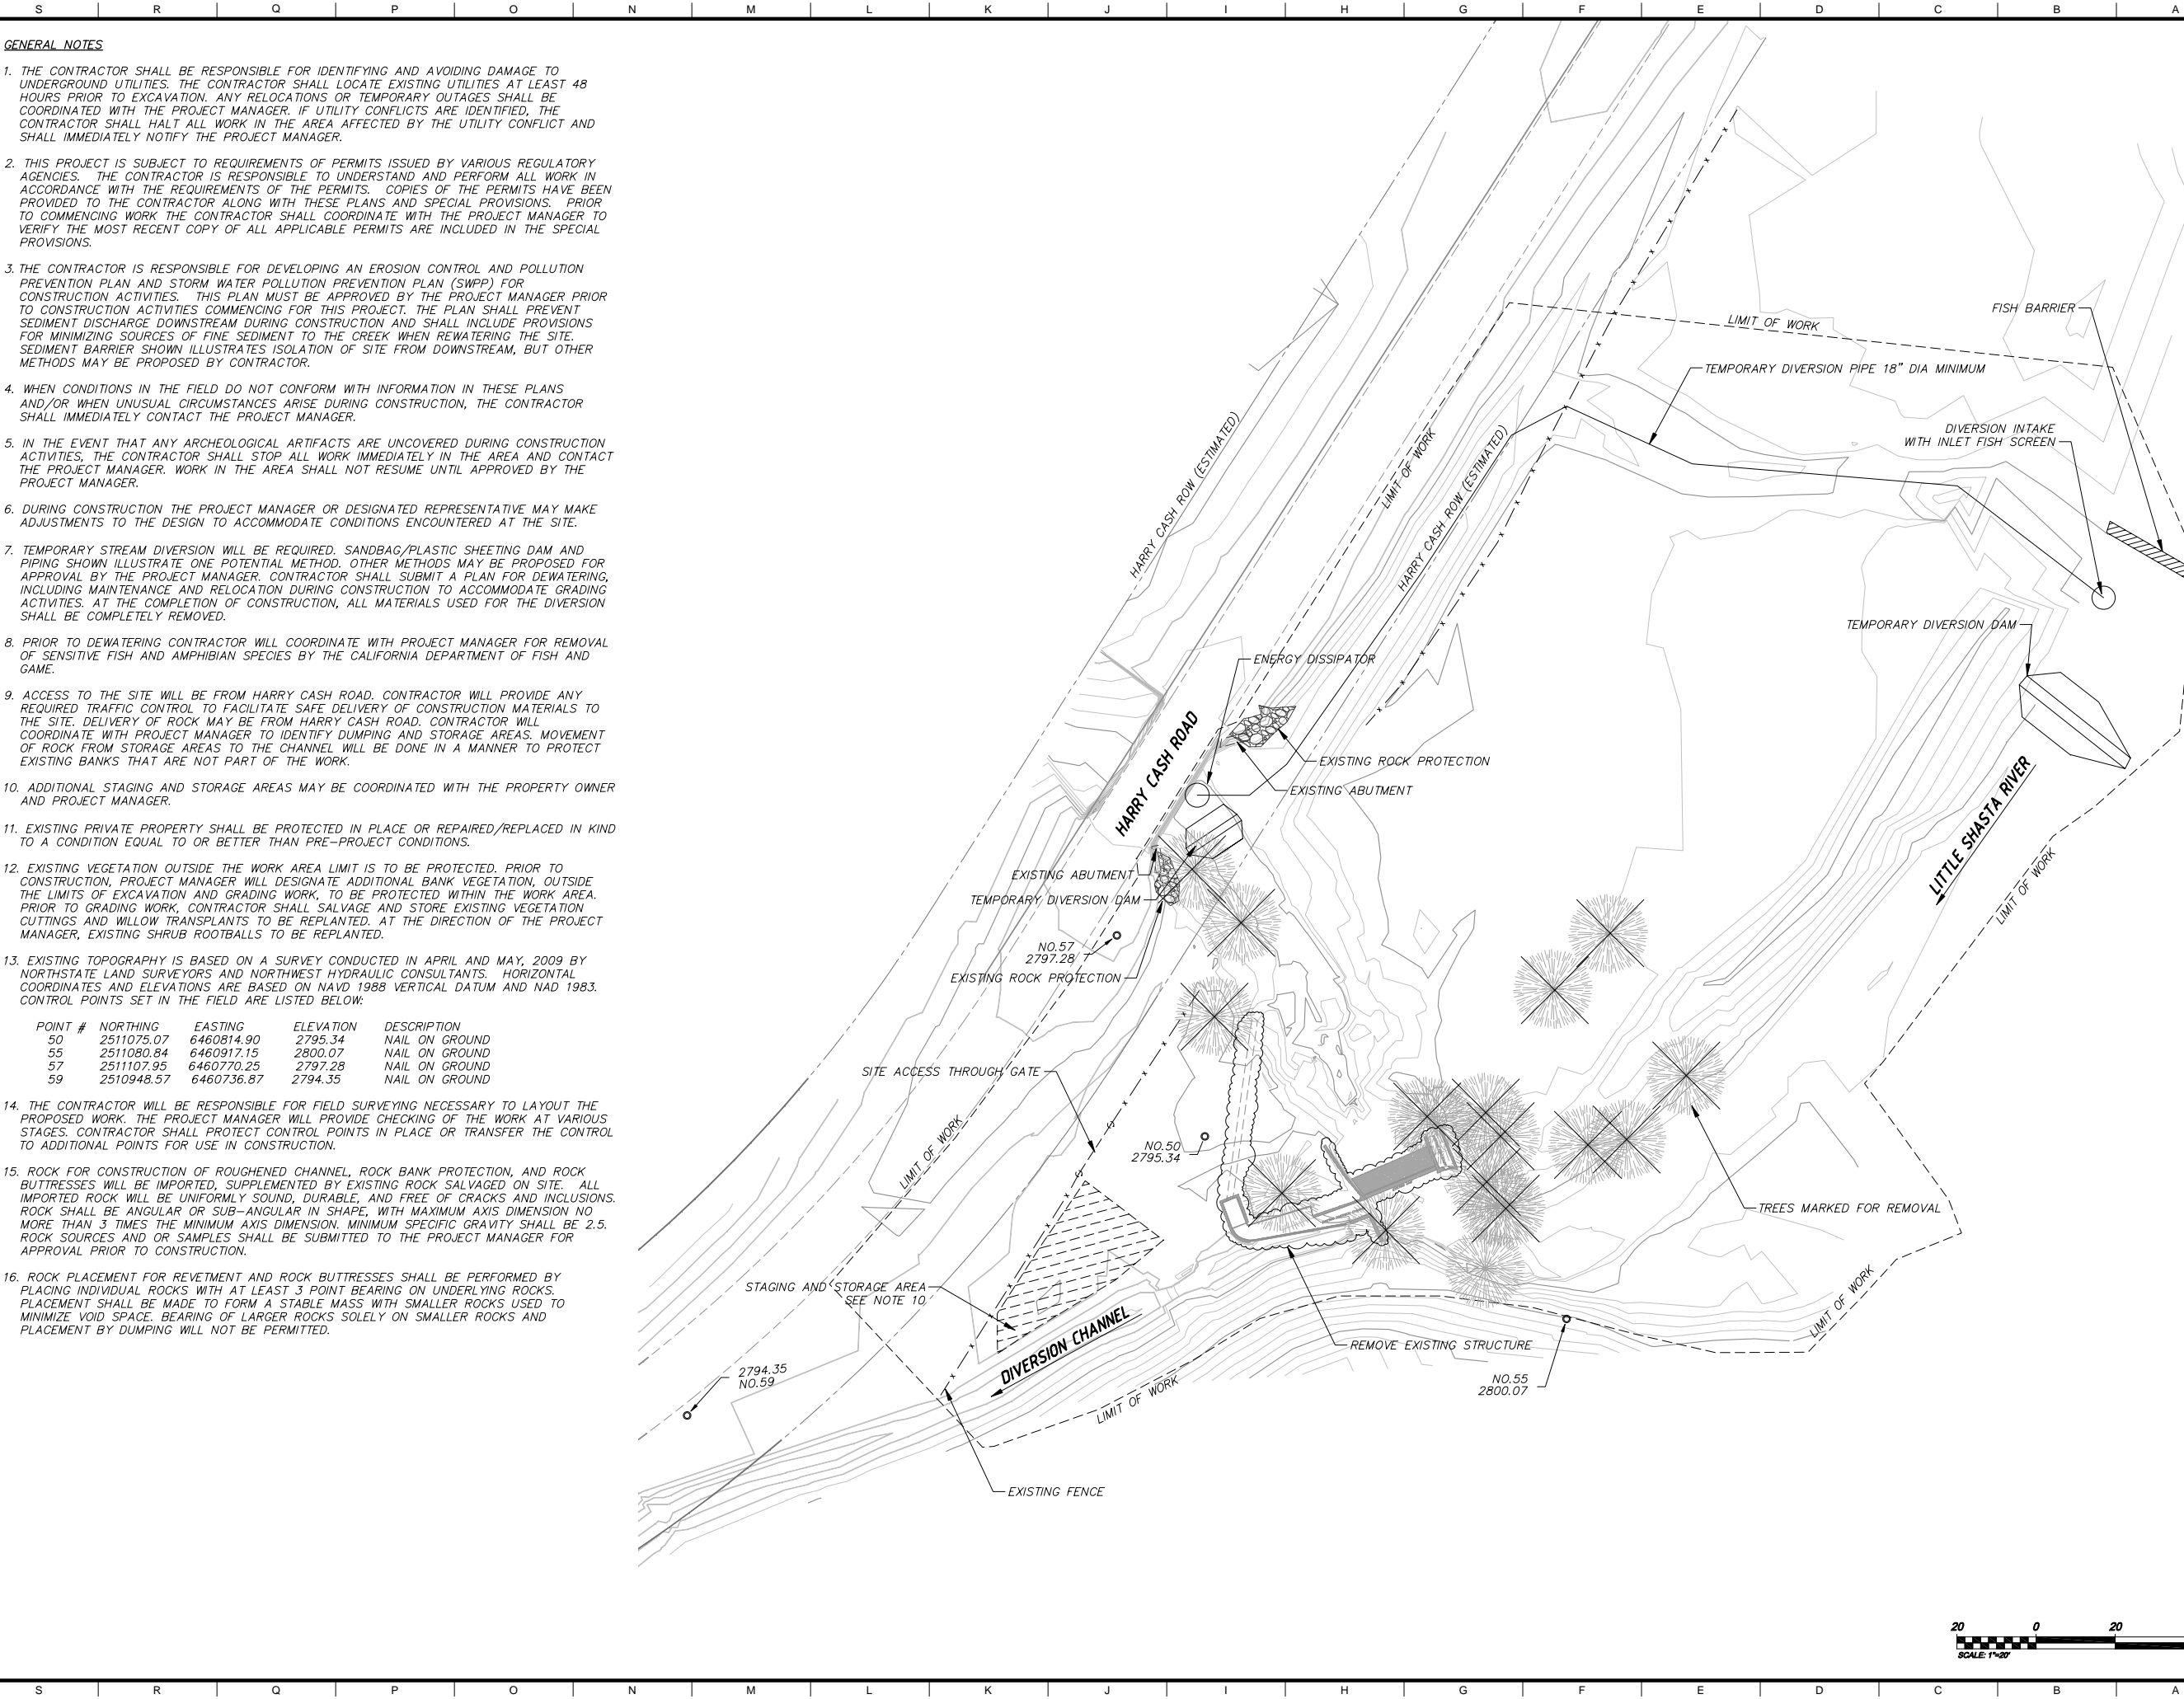 S R Q P O N M L K J I H G F E D C B A
GENERAL NOTES
1. THE CONTRACTOR SHALL BE RESPONSIBLE FOR IDENTIFYING AND AVOIDING DAMAGE TO
UNDERGROUND UTILITIES. THE CONTRACTOR SHALL LOCATE EXISTING UTILITIES AT LEAST 48
HOURS PRIOR TO EXCAVATION. ANY RELOCATIONS OR TEMPORARY OUTAGES SHALL BE
COORDINATED WITH THE PROJECT MANAGER. IF UTILITY CONFLICTS ARE IDENTIFIED, THE
CONTRACTOR SHALL HALT ALL WORK IN THE AREA AFFECTED BY THE UTILITY CONFLICT AND
SHALL IMMEDIATELY NOTIFY THE PROJECT MANAGER.
2. THIS PROJECT IS SUBJECT TO REQUIREMENTS OF PERMITS ISSUED BY VARIOUS REGULATORY
AGENCIES. THE CONTRACTOR IS RESPONSIBLE TO UNDERSTAND AND PERFORM ALL WORK IN
ACCORDANCE WITH THE REQUIREMENTS OF THE PERMITS. COPIES OF THE PERMITS HAVE BEEN
PROVIDED TO THE CONTRACTOR ALONG WITH THESE PLANS AND SPECIAL PROVISIONS. PRIOR
TO COMMENCING WORK THE CONTRACTOR SHALL COORDINATE WITH THE PROJECT MANAGER TO
VERIFY THE MOST RECENT COPY OF ALL APPLICABLE PERMITS ARE INCLUDED IN THE SPECIAL
PROVISIONS.
3. THE CONTRACTOR IS RESPONSIBLE FOR DEVELOPING AN EROSION CONTROL AND POLLUTION
PREVENTION PLAN AND STORM WATER POLLUTION PREVENTION PLAN (SWPP) FOR
CONSTRUCTION ACTIVITIES. THIS PLAN MUST BE APPROVED BY THE PROJECT MANAGER PRIOR
TO CONSTRUCTION ACTIVITIES COMMENCING FOR THIS PROJECT. THE PLAN SHALL PREVENT
SEDIMENT DISCHARGE DOWNSTREAM DURING CONSTRUCTION AND SHALL INCLUDE PROVISIONS
FOR MINIMIZING SOURCES OF FINE SEDIMENT TO THE CREEK WHEN REWATERING THE SITE.
SEDIMENT BARRIER SHOWN ILLUSTRATES ISOLATION OF SITE FROM DOWNSTREAM, BUT OTHER
METHODS MAY BE PROPOSED BY CONTRACTOR.
4. WHEN CONDITIONS IN THE FIELD DO NOT CONFORM WITH INFORMATION IN THESE PLANS
AND/OR WHEN UNUSUAL CIRCUMSTANCES ARISE DURING CONSTRUCTION, THE CONTRACTOR
SHALL IMMEDIATELY CONTACT THE PROJECT MANAGER.
5. IN THE EVENT THAT ANY ARCHEOLOGICAL ARTIFACTS ARE UNCOVERED DURING CONSTRUCTION
ACTIVITIES, THE CONTRACTOR SHALL STOP ALL WORK IMMEDIATELY IN THE AREA AND CONTACT
THE PROJECT MANAGER. WORK IN THE AREA SHALL NOT RESUME UNTIL APPROVED BY THE
PROJECT MANAGER.
6. DURING CONSTRUCTION THE PROJECT MANAGER OR DESIGNATED REPRESENTATIVE MAY MAKE
ADJUSTMENTS TO THE DESIGN TO ACCOMMODATE CONDITIONS ENCOUNTERED AT THE SITE.
7. TEMPORARY STREAM DIVERSION WILL BE REQUIRED. SANDBAG/PLASTIC SHEETING DAM AND
PIPING SHOWN ILLUSTRATE ONE POTENTIAL METHOD. OTHER METHODS MAY BE PROPOSED FOR
APPROVAL BY THE PROJECT MANAGER. CONTRACTOR SHALL SUBMIT A PLAN FOR DEWATERING,
INCLUDING MAINTENANCE AND RELOCATION DURING CONSTRUCTION TO ACCOMMODATE GRADING
ACTIVITIES. AT THE COMPLETION OF CONSTRUCTION, ALL MATERIALS USED FOR THE DIVERSION
SHALL BE COMPLETELY REMOVED.
8. PRIOR TO DEWATERING CONTRACTOR WILL COORDINATE WITH PROJECT MANAGER FOR REMOVAL
OF SENSITIVE FISH AND AMPHIBIAN SPECIES BY THE CALIFORNIA DEPARTMENT OF FISH AND
GAME.
9. ACCESS TO THE SITE WILL BE FROM HARRY CASH ROAD. CONTRACTOR WILL PROVIDE ANY
REQUIRED TRAFFIC CONTROL TO FACILITATE SAFE DELIVERY OF CONSTRUCTION MATERIALS TO
THE SITE. DELIVERY OF ROCK MAY BE FROM HARRY CASH ROAD. CONTRACTOR WILL
COORDINATE WITH PROJECT MANAGER TO IDENTIFY DUMPING AND STORAGE AREAS. MOVEMENT
OF ROCK FROM STORAGE AREAS TO THE CHANNEL WILL BE DONE IN A MANNER TO PROTECT
EXISTING BANKS THAT ARE NOT PART OF THE WORK.
10. ADDITIONAL STAGING AND STORAGE AREAS MAY BE COORDINATED WITH THE PROPERTY OWNER
AND PROJECT MANAGER.
11. EXISTING PRIVATE PROPERTY SHALL BE PROTECTED IN PLACE OR REPAIRED/REPLACED IN KIND
TO A CONDITION EQUAL TO OR BETTER THAN PRE-PROJECT CONDITIONS.
12. EXISTING VEGETATION OUTSIDE THE WORK AREA LIMIT IS TO BE PROTECTED. PRIOR TO
CONSTRUCTION, PROJECT MANAGER WILL DESIGNATE ADDITIONAL BANK VEGETATION, OUTSIDE
THE LIMITS OF EXCAVATION AND GRADING WORK, TO BE PROTECTED WITHIN THE WORK AREA.
PRIOR TO GRADING WORK, CONTRACTOR SHALL SALVAGE AND STORE EXISTING VEGETATION
CUTTINGS AND WILLOW TRANSPLANTS TO BE REPLANTED. AT THE DIRECTION OF THE PROJECT
MANAGER, EXISTING SHRUB ROOTBALLS TO BE REPLANTED.
13. EXISTING TOPOGRAPHY IS BASED ON A SURVEY CONDUCTED IN APRIL AND MAY, 2009 BY
NORTHSTATE LAND SURVEYORS AND NORTHWEST HYDRAULIC CONSULTANTS. HORIZONTAL
COORDINATES AND ELEVATIONS ARE BASED ON NAVD 1988 VERTICAL DATUM AND NAD 1983.
CONTROL POINTS SET IN THE FIELD ARE LISTED BELOW:
POINT # NORTHING EASTING ELEVATION DESCRIPTION
50 2511075.07 6460814.90 2795.34 NAIL ON GROUND
55 2511080.84 6460917.15 2800.07 NAIL ON GROUND
57 2511107.95 6460770.25 2797.28 NAIL ON GROUND
59 2510948.57 6460736.87 2794.35 NAIL ON GROUND
14. THE CONTRACTOR WILL BE RESPONSIBLE FOR FIELD SURVEYING NECESSARY TO LAYOUT THE
PROPOSED WORK. THE PROJECT MANAGER WILL PROVIDE CHECKING OF THE WORK AT VARIOUS
STAGES. CONTRACTOR SHALL PROTECT CONTROL POINTS IN PLACE OR TRANSFER THE CONTROL
TO ADDITIONAL POINTS FOR USE IN CONSTRUCTION.
15. ROCK FOR CONSTRUCTION OF ROUGHENED CHANNEL, ROCK BANK PROTECTION, AND ROCK
BUTTRESSES WILL BE IMPORTED, SUPPLEMENTED BY EXISTING ROCK SALVAGED ON SITE. ALL
IMPORTED ROCK WILL BE UNIFORMLY SOUND, DURABLE, AND FREE OF CRACKS AND INCLUSIONS.
ROCK SHALL BE ANGULAR OR SUB-ANGULAR IN SHAPE, WITH MAXIMUM AXIS DIMENSION NO
MORE THAN 3 TIMES THE MINIMUM AXIS DIMENSION. MINIMUM SPECIFIC GRAVITY SHALL BE 2.5.
ROCK SOURCES AND OR SAMPLES SHALL BE SUBMITTED TO THE PROJECT MANAGER FOR
APPROVAL PRIOR TO CONSTRUCTION.
16. ROCK PLACEMENT FOR REVETMENT AND ROCK BUTTRESSES SHALL BE PERFORMED BY
PLACING INDIVIDUAL ROCKS WITH AT LEAST 3 POINT BEARING ON UNDERLYING ROCKS.
PLACEMENT SHALL BE MADE TO FORM A STABLE MASS WITH SMALLER ROCKS USED TO
MINIMIZE VOID SPACE. BEARING OF LARGER ROCKS SOLELY ON SMALLER ROCKS AND
PLACEMENT BY DUMPING WILL NOT BE PERMITTED.
FISH BARRIER
LIMIT OF WORK
TEMPORARY DIVERSION PIPE 18" DIA MINIMUM
DIVERSION INTAKE
WITH INLET FISH SCREEN
HARRY CASH ROW (ESTIMATED)
LIMIT OF WORK
HARRY CASH ROW (ESTIMATED)
TEMPORARY DIVERSION DAM
ENERGY DISSIPATOR
HARRY CASH ROAD
EXISTING ROCK PROTECTION
EXISTING ABUTMENT
LITTLE SHASTA RIVER
LIMIT OF WORK
EXISTING ABUTMENT
TEMPORARY DIVERSION DAM
NO.57
2797.28
EXISTING ROCK PROTECTION
SITE ACCESS THROUGH GATE
LIMIT OF WORK
NO.50
2795.34
TREES MARKED FOR REMOVAL
STAGING AND STORAGE AREA
SEE NOTE 10
LIMIT OF WORK
DIVERSION CHANNEL
REMOVE EXISTING STRUCTURE
2794.35
NO.59
NO.55
2800.07
LIMIT OF WORK
EXISTING FENCE
20 0 20
SCALE: 1"=20'
S R Q P O N M L K J I H G F E D C B A